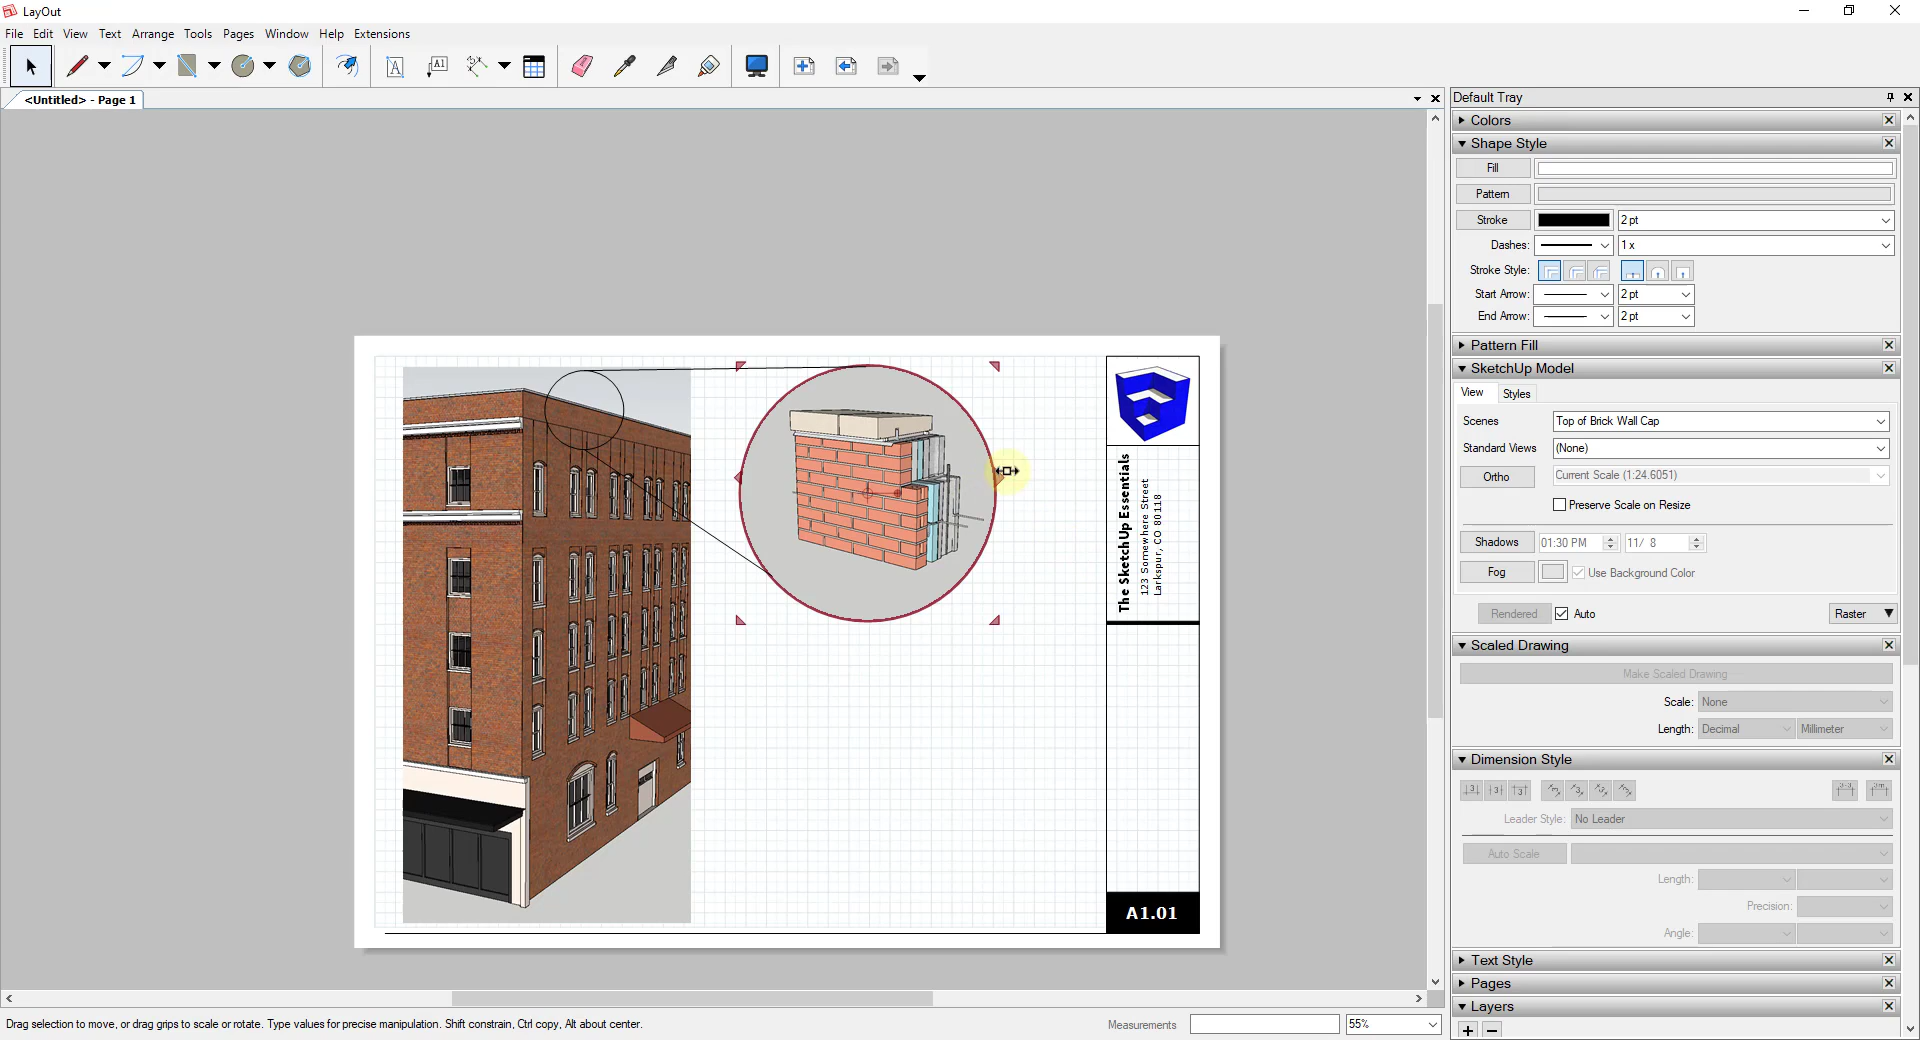 LayOut
File Edit View Text Arrange Tools Pages Window Help Extensions
<Untitled> - Page 1
Default Tray
Colors
Shape Style
Fill
Pattern
Stroke 2 pt
Dashes: 1 x
Stroke Style:
Start Arrow: 2 pt
End Arrow: 2 pt
Pattern Fill
SketchUp Model
View Styles
Scenes Top of Brick Wall Cap
Standard Views (None)
Ortho Current Scale (1:24.6051)
Preserve Scale on Resize
Shadows 01:30 PM 11/ 8
Fog Use Background Color
Rendered Auto Raster
Scaled Drawing
Make Scaled Drawing
Scale: None
Length: Decimal Millimeter
Dimension Style
Leader Style: No Leader
Auto Scale
Length:
Precision:
Angle:
Text Style
Pages
Layers
The SketchUp Essentials
123 Somewhere Street
Larkspur, CO 80118
A1.01
Drag selection to move, or drag grips to scale or rotate. Type values for precise manipulation. Shift constrain, Ctrl copy, Alt about center.
Measurements 55%